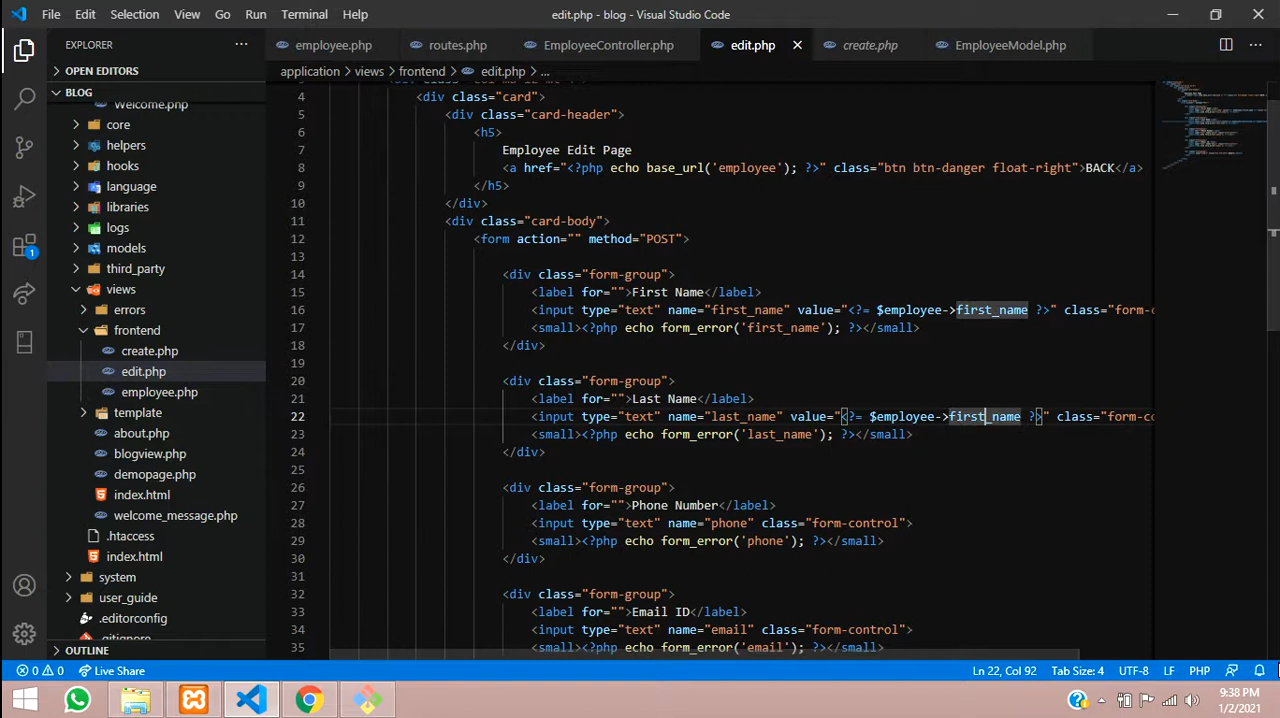 File Edit Selection View Go Run Terminal Help
edit.php - blog - Visual Studio Code
EXPLORER
OPEN EDITORS
BLOG
Welcome.php
core
helpers
hooks
language
libraries
logs
models
third_party
views
errors
frontend
create.php
edit.php
employee.php
template
about.php
blogview.php
demopage.php
index.html
welcome_message.php
.htaccess
index.html
system
user_guide
.editorconfig
.gitignore
OUTLINE
employee.php routes.php EmployeeController.php edit.php create.php EmployeeModel.php
application > views > frontend > edit.php > ...
4 <div class="card">
5 <div class="card-header">
6 <h5>
7 Employee Edit Page
8 <a href="<?php echo base_url('employee'); ?>" class="btn btn-danger float-right">BACK</a>
9 </h5>
10 </div>
11 <div class="card-body">
12 <form action="" method="POST">
13
14 <div class="form-group">
15 <label for="">First Name</label>
16 <input type="text" name="first_name" value="<?= $employee->first_name ?>" class="form-c
17 <small><?php echo form_error('first_name'); ?></small>
18 </div>
19
20 <div class="form-group">
21 <label for="">Last Name</label>
22 <input type="text" name="last_name" value="<?= $employee->first_name ?>" class="form-co
23 <small><?php echo form_error('last_name'); ?></small>
24 </div>
25
26 <div class="form-group">
27 <label for="">Phone Number</label>
28 <input type="text" name="phone" class="form-control">
29 <small><?php echo form_error('phone'); ?></small>
30 </div>
31
32 <div class="form-group">
33 <label for="">Email ID</label>
34 <input type="text" name="email" class="form-control">
35 <small><?php echo form_error('email'); ?></small>
1
0 0 Live Share
Ln 22, Col 92 Tab Size: 4 UTF-8 LF PHP
9:38 PM
1/2/2021